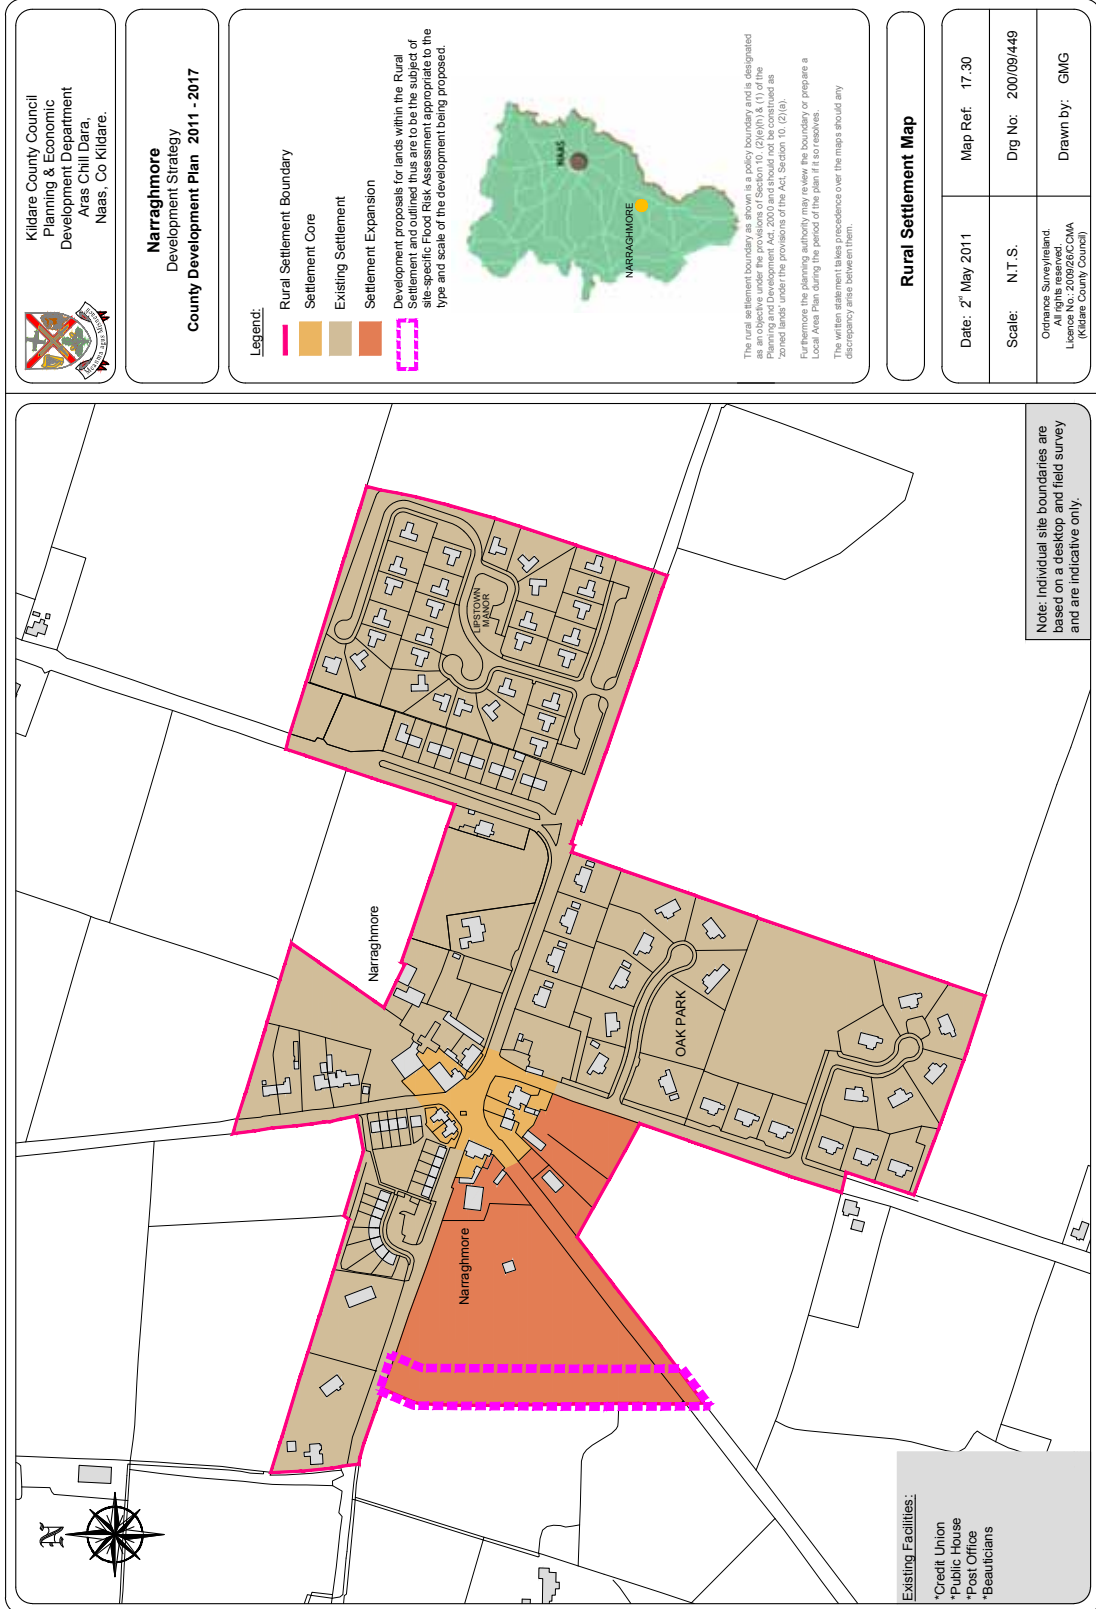 Kildare County Council
Planning & Economic
Development Department
Aras Chill Dara,
Naas, Co Kildare.
Narraghmore
Development Strategy
County Development Plan 2011 - 2017
Legend:
Rural Settlement Boundary
Settlement Core
Existing Settlement
Settlement Expansion
Development proposals for lands within the Rural
Settlement and outlined thus are to be the subject of
site-specific Flood Risk Assessment appropriate to the
type and scale of the development being proposed.
NAAS
NARRAGHMORE
The rural settlement boundary as shown is a policy boundary and is designated
as an objective under the provisions of Section 10. (2)(e)(h) & (1) of the
Planning and Development Act, 2000 and should not be construed as
'zoned lands' under the provisions of the Act, Section 10. (2)(a).
Furthermore the planning authority may review the boundary or prepare a
Local Area Plan during the period of the plan if it so resolves.
The written statement takes precedence over the maps should any
discrepancy arise between them.
Rural Settlement Map
Date: 2nd May 2011
Map Ref: 17.30
Scale: N.T.S.
Drg No: 200/09/449
Ordnance Survey Ireland.
All rights reserved.
Licence No.: 2009/26/CCMA
(Kildare County Council)
Drawn by: GMG
N
LIPSTOWN
MANOR
Narraghmore
OAK PARK
Narraghmore
Existing Facilities:
*Credit Union
*Public House
*Post Office
*Beauticians
Note: Individual site boundaries are
based on a desktop and field survey
and are indicative only.